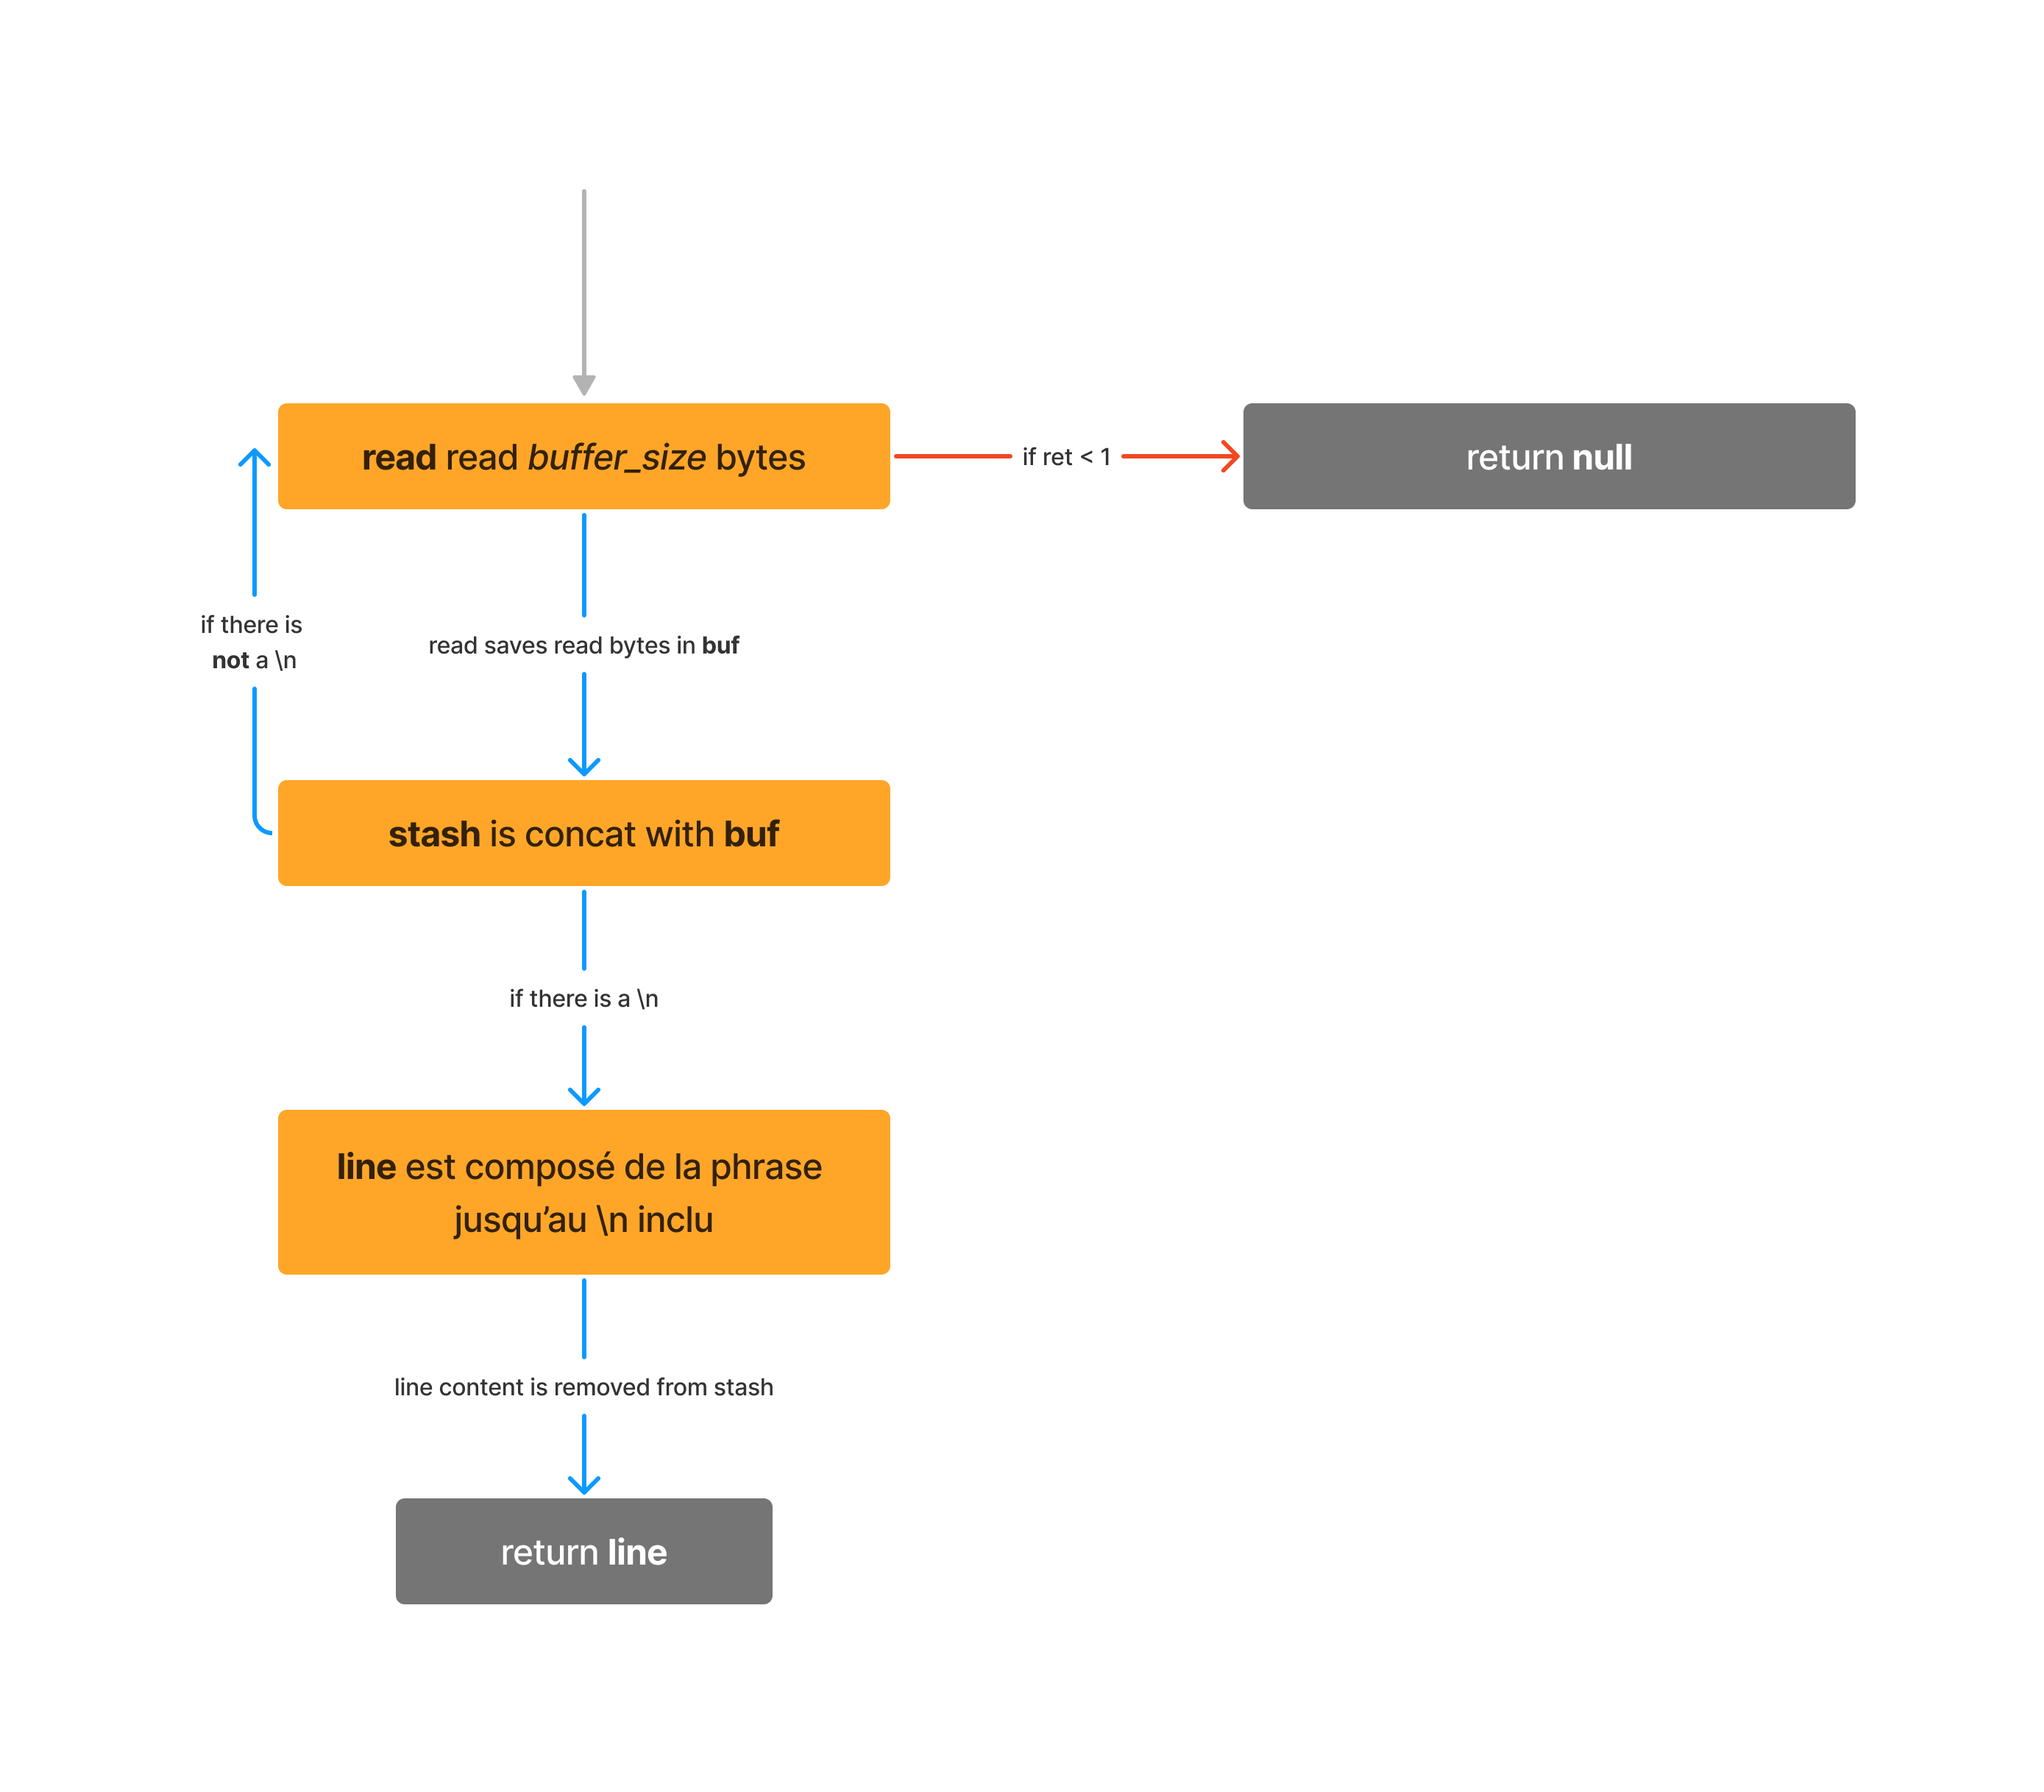 read read buffer_size bytes
if ret < 1
return null
if there is
not a \n
read saves read bytes in buf
stash is concat with buf
if there is a \n
line est composé de la phrase
jusqu’au \n inclu
line content is removed from stash
return line